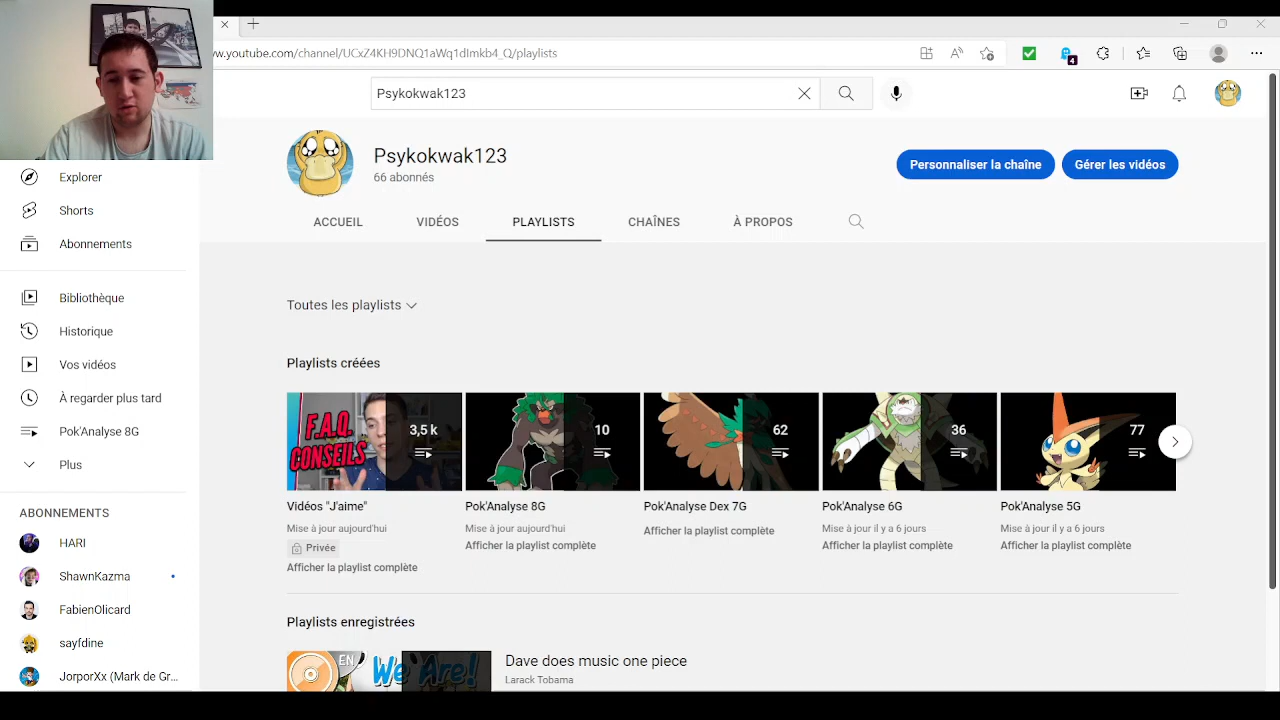 w.youtube.com/channel/UCxZ4KH9DNQ1aWq1dImkb4_Q/playlists
4
Psykokwak123
Psykokwak123
66 abonnés
Personnaliser la chaîne
Gérer les vidéos
ACCUEIL
VIDÉOS
PLAYLISTS
CHAÎNES
À PROPOS
Explorer
Shorts
Abonnements
Bibliothèque
Historique
Vos vidéos
À regarder plus tard
Pok'Analyse 8G
Plus
ABONNEMENTS
HARI
ShawnKazma
FabienOlicard
sayfdine
JorporXx (Mark de Gr...
Toutes les playlists
Playlists créées
F.A.Q.
CONSEILS
3,5 k
10
62
36
77
Vidéos "J'aime"
Mise à jour aujourd'hui
Privée
Afficher la playlist complète
Pok'Analyse 8G
Mise à jour aujourd'hui
Afficher la playlist complète
Pok'Analyse Dex 7G
Afficher la playlist complète
Pok'Analyse 6G
Mise à jour il y a 6 jours
Afficher la playlist complète
Pok'Analyse 5G
Mise à jour il y a 6 jours
Afficher la playlist complète
Playlists enregistrées
EN
We Are!
Dave does music one piece
Larack Tobama